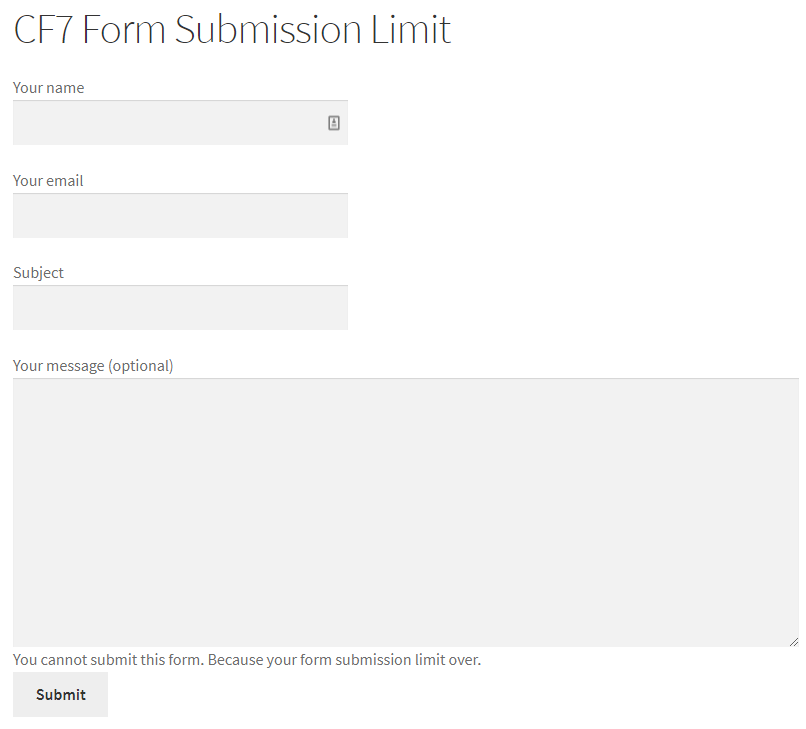 CF7 Form Submission Limit
Your name
Your email
Subject
Your message (optional)
You cannot submit this form. Because your form submission limit over.
Submit